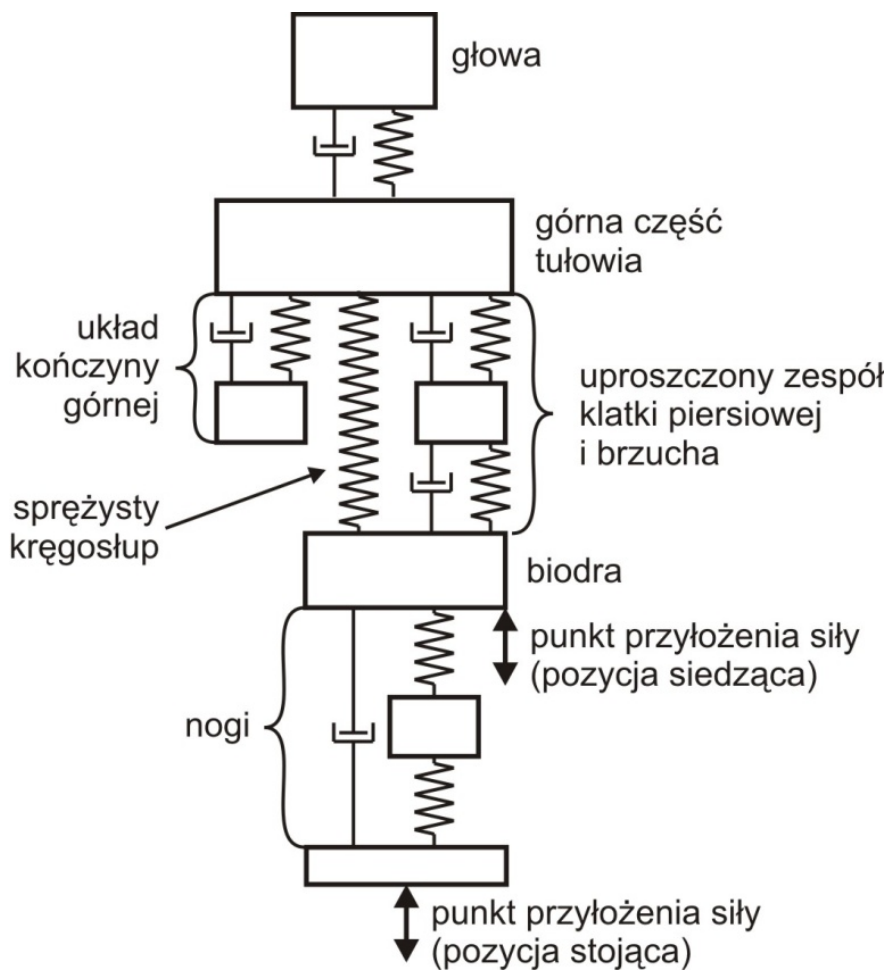 głowa
górna część
tułowia
układ
kończyny
górnej
uproszczony zespół
klatki piersiowej
i brzucha
sprężysty
kręgosłup
biodra
punkt przyłożenia siły
(pozycja siedząca)
nogi
punkt przyłożenia siły
(pozycja stojąca)